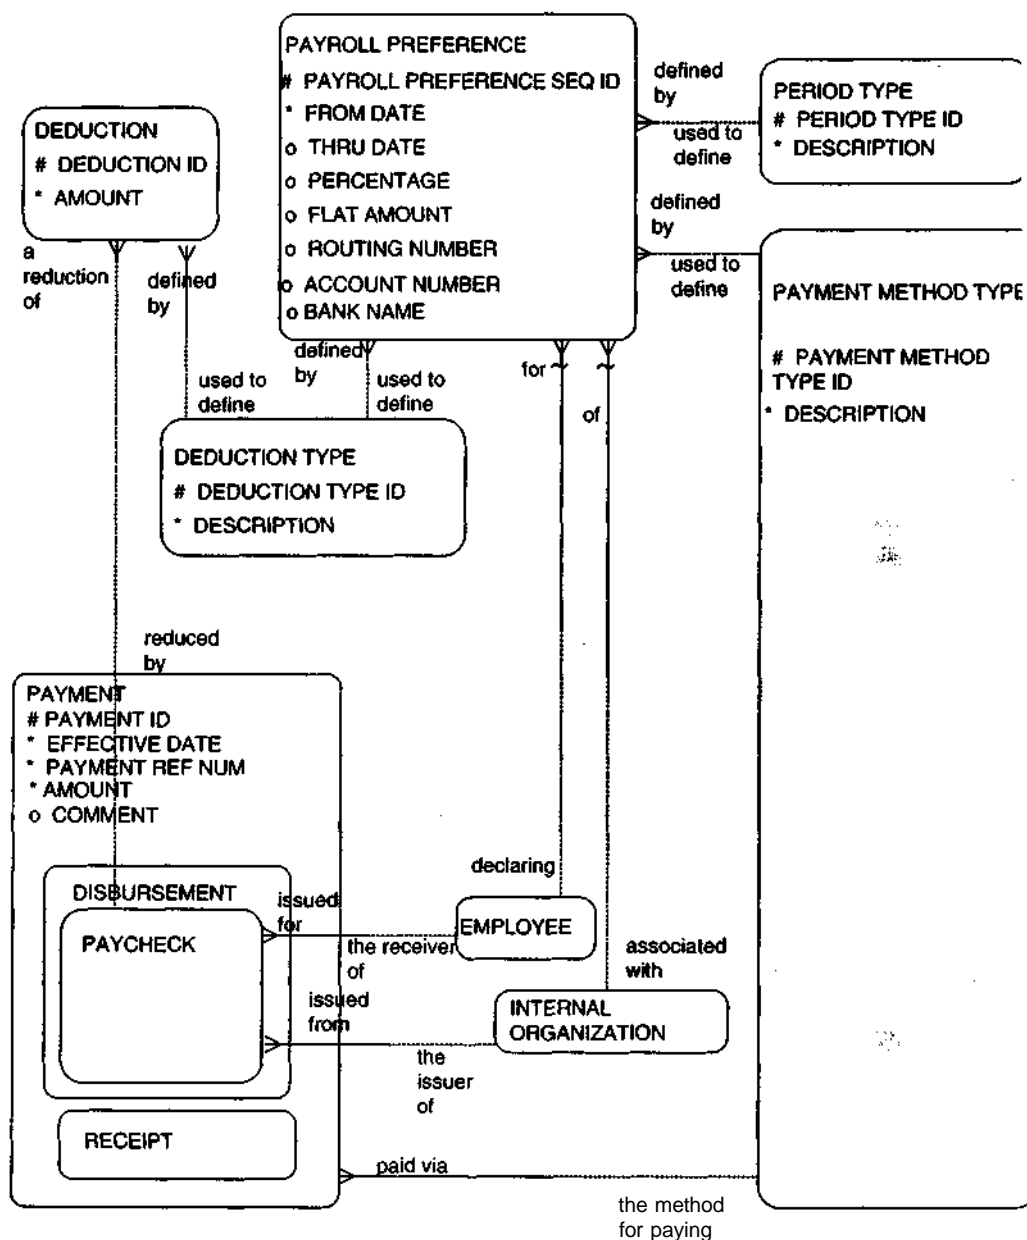 PAYROLL PREFERENCE
# PAYROLL PREFERENCE SEQ ID
* FROM DATE
o THRU DATE
o PERCENTAGE
o FLAT AMOUNT
o ROUTING NUMBER
o ACCOUNT NUMBER
o BANK NAME
defined
by
used to
define
PERIOD TYPE
# PERIOD TYPE ID
* DESCRIPTION
DEDUCTION
# DEDUCTION ID
* AMOUNT
defined
by
used to
define
PAYMENT METHOD TYPE
# PAYMENT METHOD
TYPE ID
* DESCRIPTION
a
reduction
of
defined
by
used to
define
defined
by
used to
define
for
of
DEDUCTION TYPE
# DEDUCTION TYPE ID
* DESCRIPTION
reduced
by
PAYMENT
# PAYMENT ID
* EFFECTIVE DATE
* PAYMENT REF NUM
* AMOUNT
o COMMENT
DISBURSEMENT
PAYCHECK
issued
for
the receiver
of
declaring
EMPLOYEE
associated
with
issued
from
the
issuer
of
INTERNAL
ORGANIZATION
RECEIPT
paid via
the method
for paying